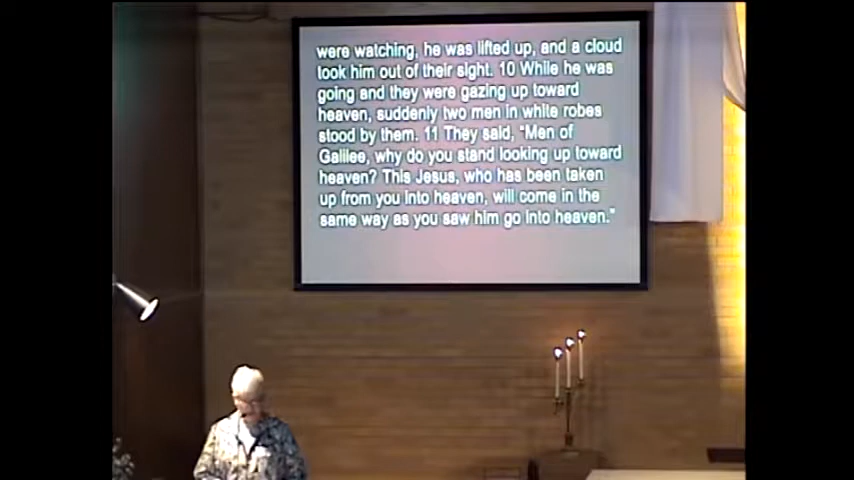 were watching, he was lifted up, and a cloud
took him out of their sight. 10 While he was
going and they were gazing up toward
heaven, suddenly two men in white robes
stood by them. 11 They said, “Men of
Galilee, why do you stand looking up toward
heaven? This Jesus, who has been taken
up from you into heaven, will come in the
same way as you saw him go into heaven.”